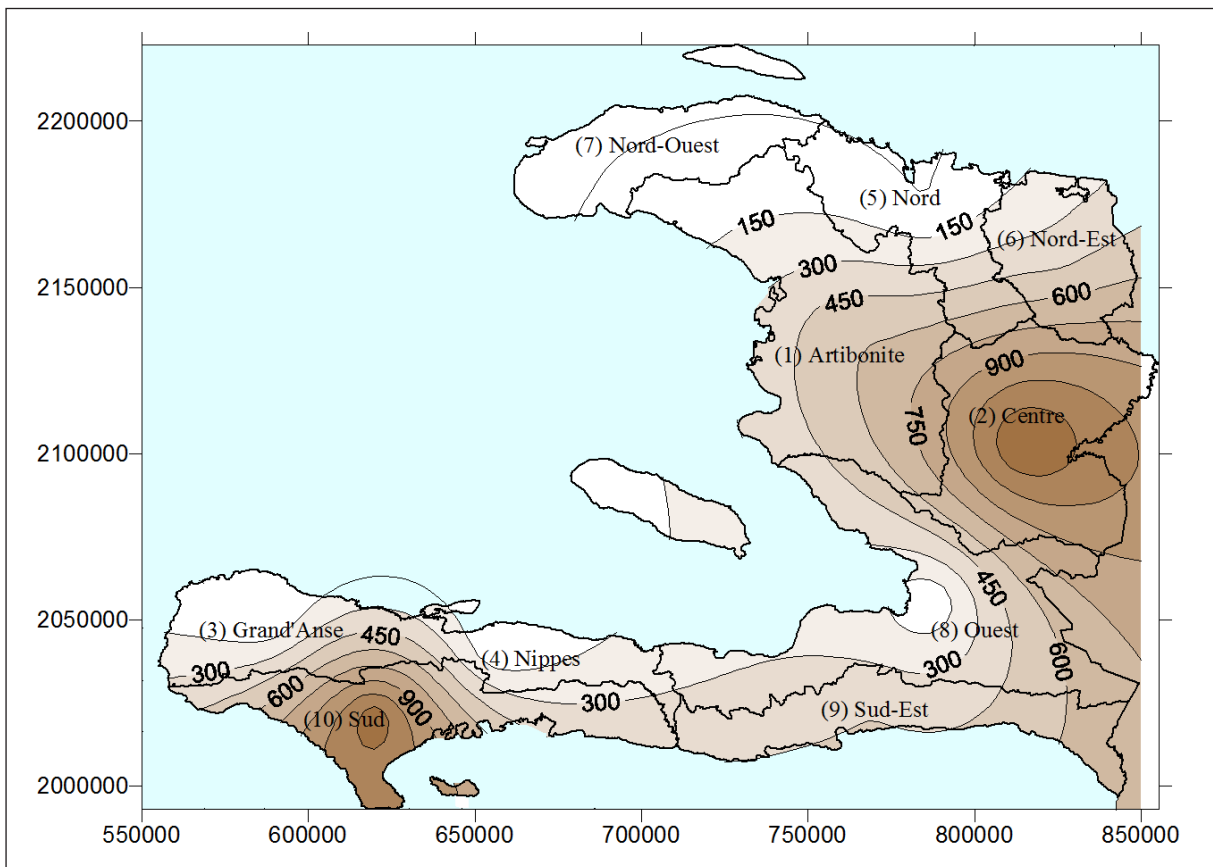 2200000
(7) Nord-Ouest
(5) Nord
150
150
(6) Nord-Est
300
2150000
450
600
(1) Artibonite
900
(2) Centre
750
2100000
450
2050000
(3) Grand'Anse
450
(8) Ouest
(4) Nippes
300
300
600
600
900
300
(10) Sud
(9) Sud-Est
2000000
550000 600000 650000 700000 750000 800000 850000